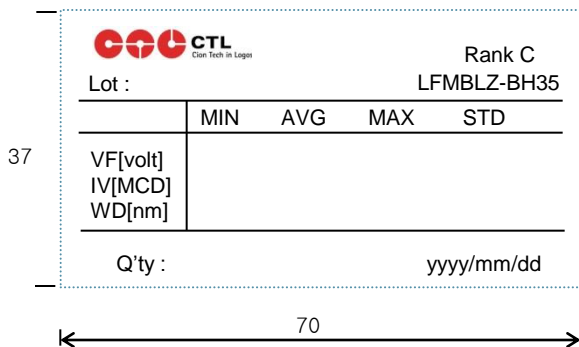 CTL
Cion Tech in Logos
Rank C
Lot :
LFMBLZ-BH35
MIN AVG MAX STD
37
VF[volt]
IV[MCD]
WD[nm]
Q’ty :
yyyy/mm/dd
70